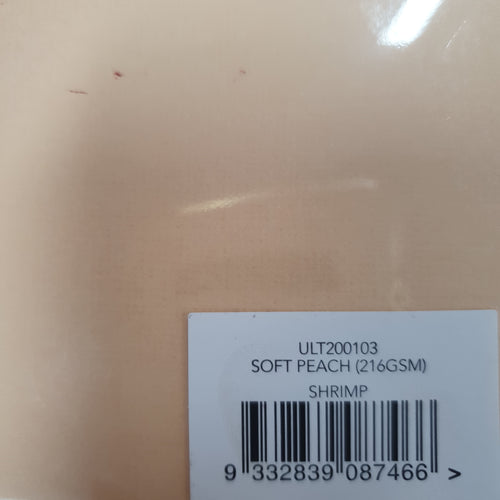 ULT200103
SOFT PEACH (216GSM)
SHRIMP
9 332839 087466 >